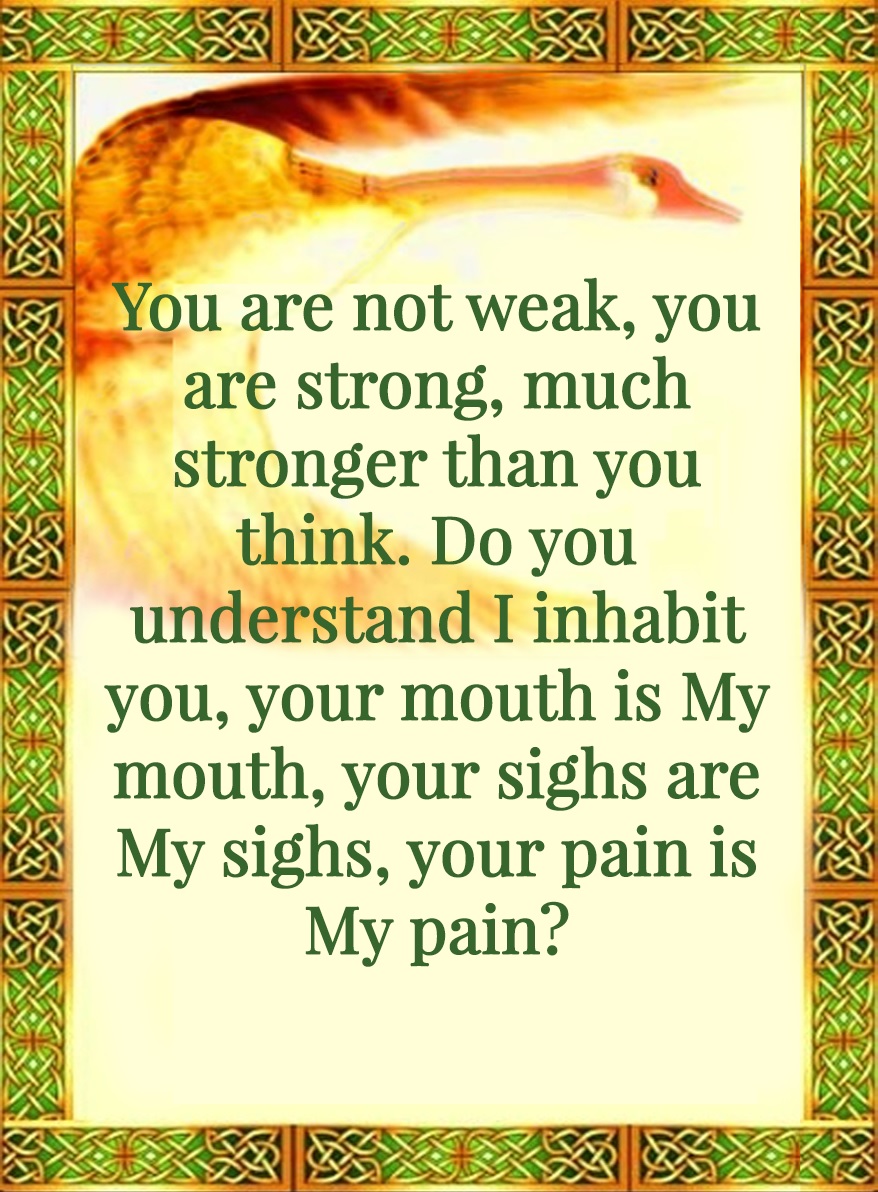 You are not weak, you
are strong, much
stronger than you
think. Do you
understand I inhabit
you, your mouth is My
mouth, your sighs are
My sighs, your pain is
My pain?